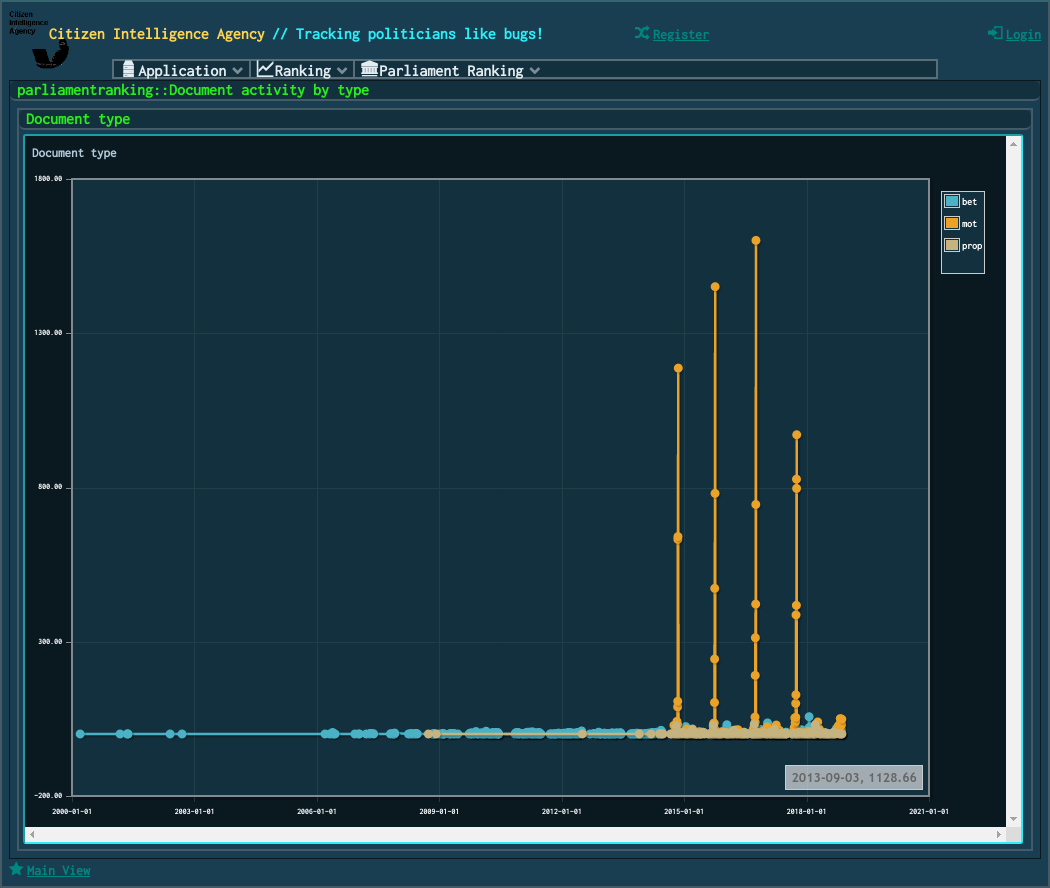 Citizen
Intelligence
Agency
Citizen Intelligence Agency // Tracking politicians like bugs!
Register
Login
Application
Ranking
Parliament Ranking
parliamentranking::Document activity by type
Document type
Document type
1800.00
1300.00
800.00
300.00
-200.00
2000-01-01
2003-01-01
2006-01-01
2009-01-01
2012-01-01
2015-01-01
2018-01-01
2021-01-01
bet
mot
prop
2013-09-03, 1128.66
Main View